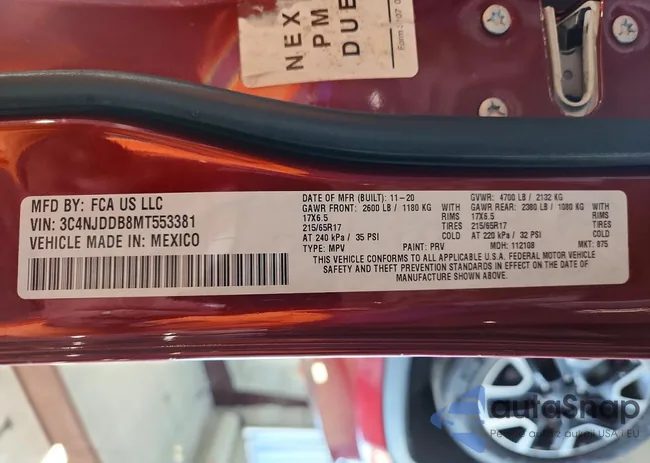 NEX
PM
DUE
MFD BY: FCA US LLC
VIN: 3C4NJDDB8MT553381
VEHICLE MADE IN: MEXICO
DATE OF MFR (BUILT): 11-20
GAWR FRONT: 2600 LB / 1180 KG WITH
17X6.5 RIMS
215/65R17 TIRES
AT 240 kPa / 35 PSI
TYPE: MPV PAINT: PRV
GVWR: 4700 LB / 2132 KG
GAWR REAR: 2380 LB / 1080 KG WITH
17X6.5 RIMS
215/65R17 TIRES
AT 220 kPa / 32 PSI
MDH: 112108 MKT: 875
THIS VEHICLE CONFORMS TO ALL APPLICABLE U.S.A. FEDERAL MOTOR VEHICLE
SAFETY AND THEFT PREVENTION STANDARDS IN EFFECT ON THE DATE OF
MANUFACTURE SHOWN ABOVE.
autoSnap